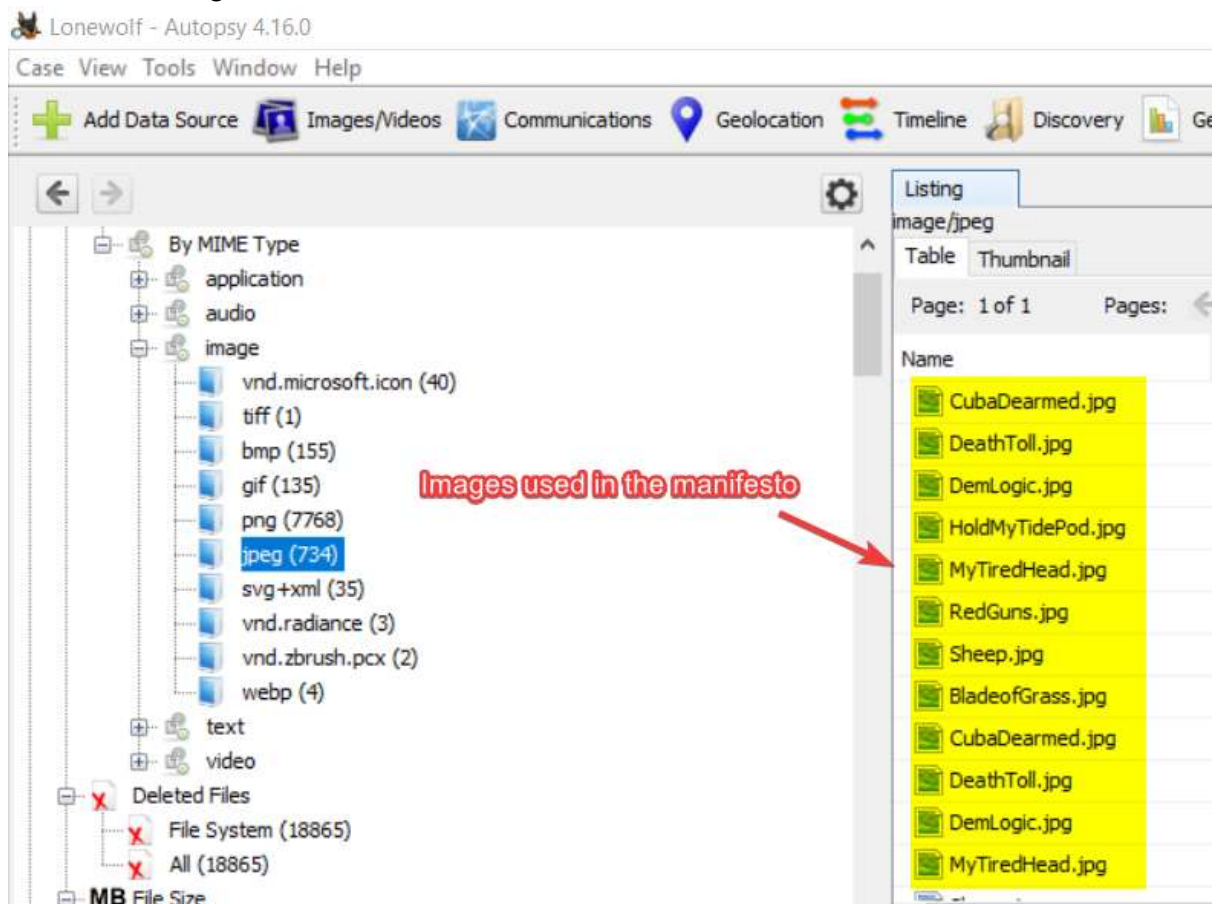 Lonewolf - Autopsy 4.16.0
Case View Tools Window Help
Add Data Source Images/Videos Communications Geolocation Timeline Discovery Ge
Listing
image/jpeg
Table Thumbnail
Page: 1 of 1 Pages:
Name
By MIME Type
application
audio
image
vnd.microsoft.icon (40)
tiff (1)
bmp (155)
gif (135)
png (7768)
jpeg (734)
svg+xml (35)
vnd.radiance (3)
vnd.zbrush.pcx (2)
webp (4)
text
video
Deleted Files
File System (18865)
All (18865)
MB File Size
Images used in the manifesto
CubaDearmed.jpg
DeathToll.jpg
DemLogic.jpg
HoldMyTidePod.jpg
MyTiredHead.jpg
RedGuns.jpg
Sheep.jpg
BladeofGrass.jpg
CubaDearmed.jpg
DeathToll.jpg
DemLogic.jpg
MyTiredHead.jpg